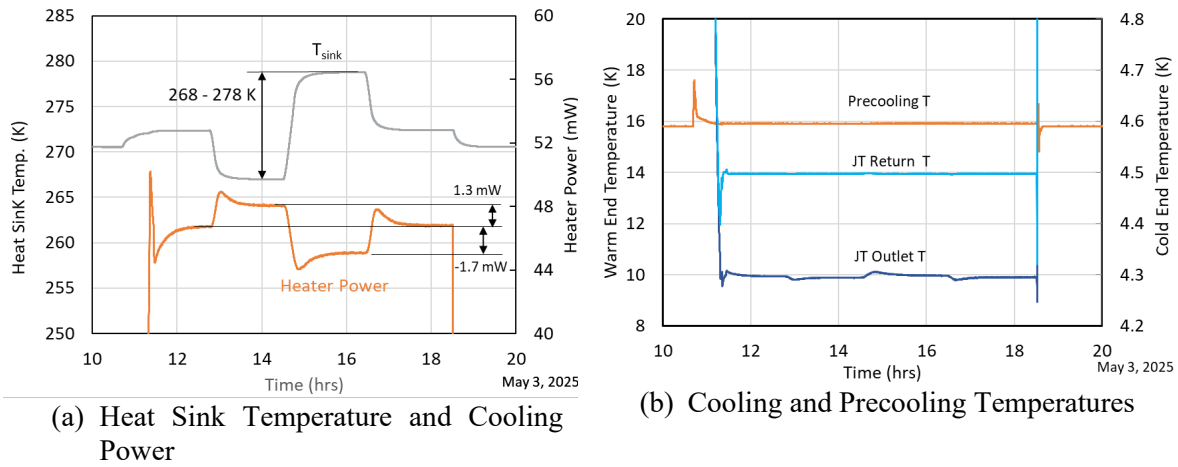 285
280
275
270
265
260
255
250
Heat SinK Temp. (K)
60
56
52
48
44
40
Heater Power (mW)
T_sink
268 - 278 K
1.3 mW
-1.7 mW
Heater Power
10
12
14
16
18
20
Time (hrs)
May 3, 2025
(a) Heat Sink Temperature and Cooling
Power
20
18
16
14
12
10
8
Warm End Temperature (K)
4.8
4.7
4.6
4.5
4.4
4.3
4.2
Cold End Temperature (K)
Precooling T
JT Return T
JT Outlet T
10
12
14
16
18
20
Time (hrs)
May 3, 2025
(b) Cooling and Precooling Temperatures